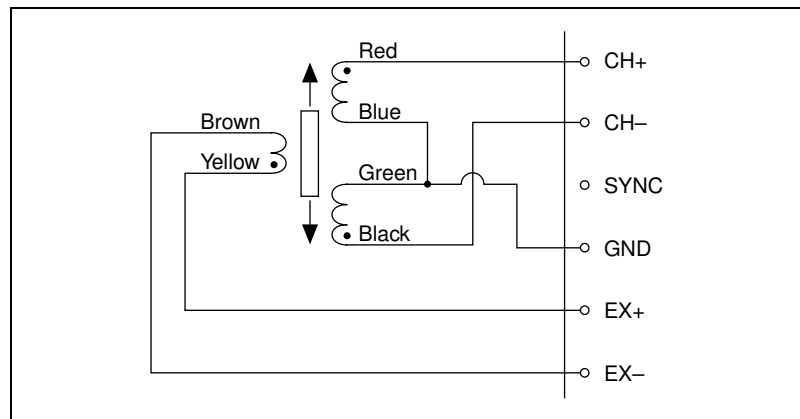 Red
CH+
Blue
CH–
Brown
Yellow
Green
SYNC
Black
GND
EX+
EX–